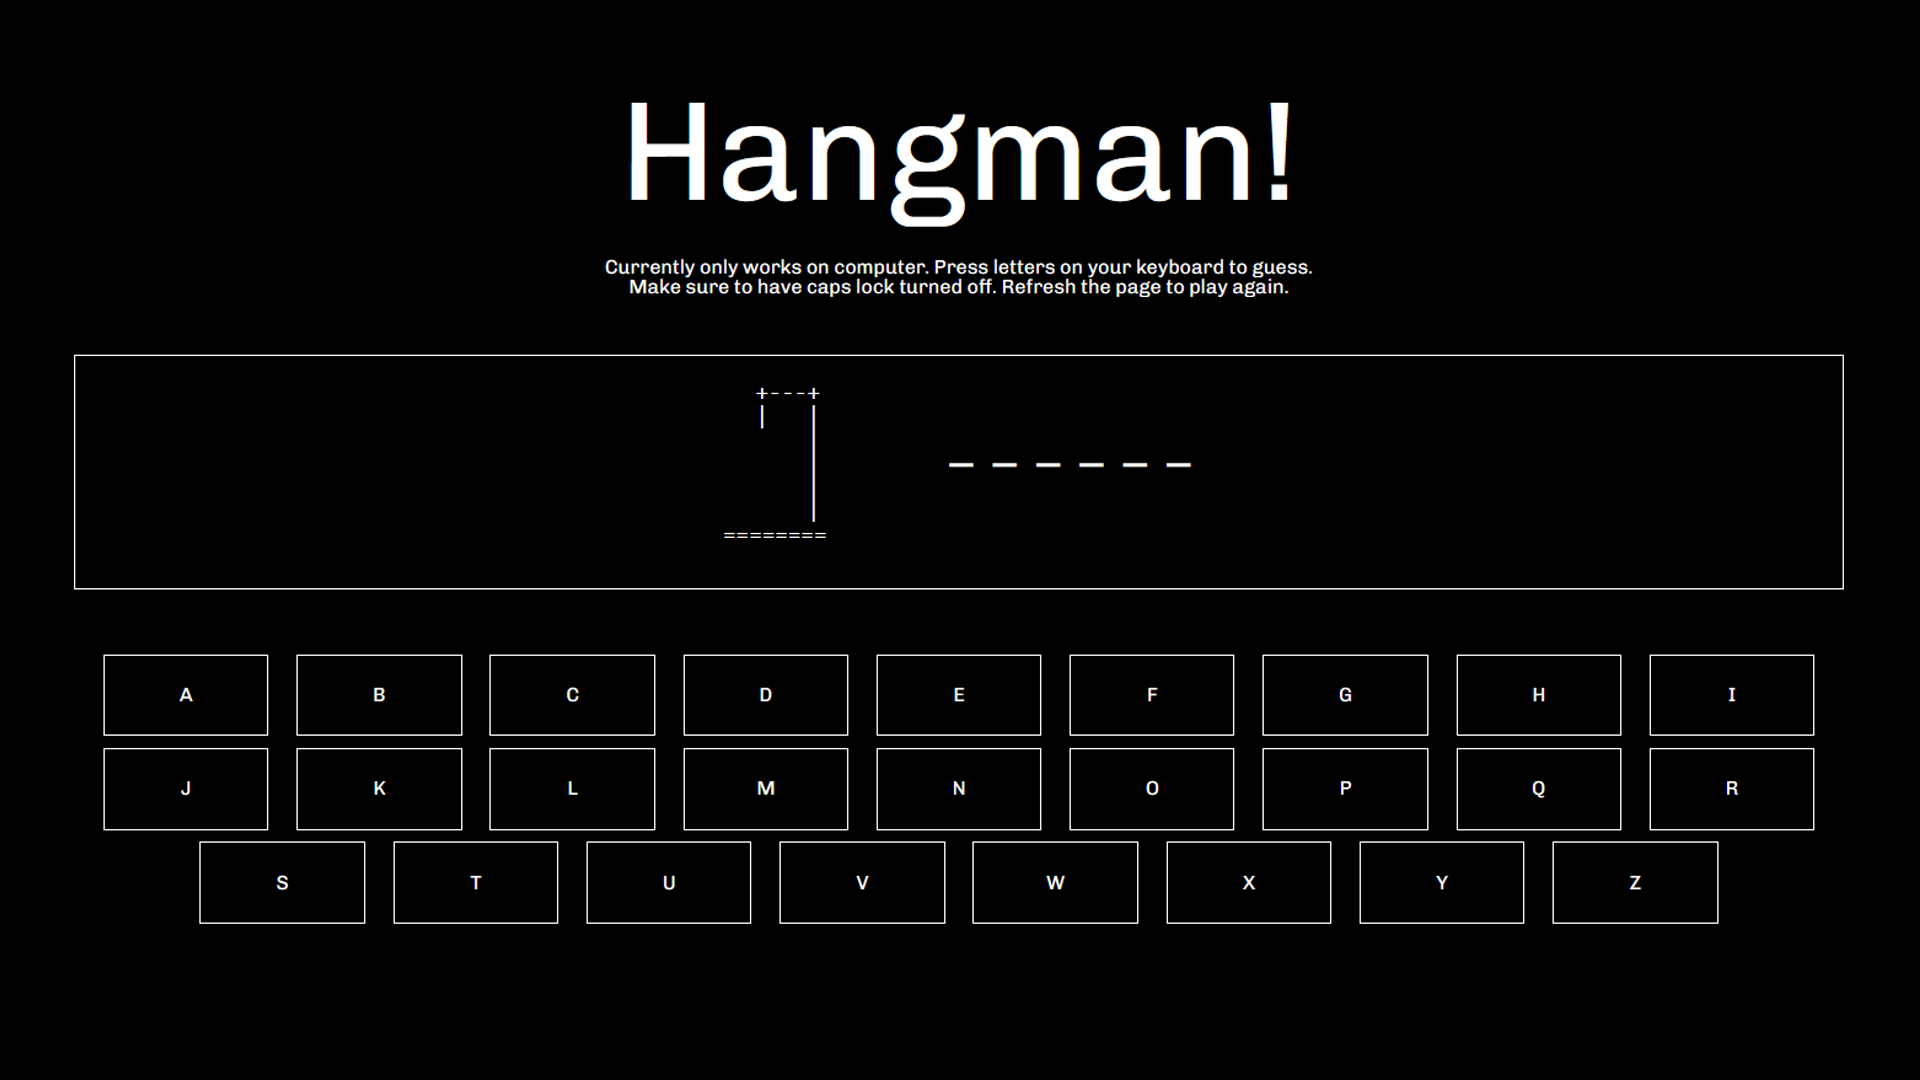 Hangman!
Currently only works on computer. Press letters on your keyboard to guess.
Make sure to have caps lock turned off. Refresh the page to play again.
+---+
|   |
|
|
|
|
========
_ _ _ _ _ _
A B C D E F G H I
J K L M N O P Q R
S T U V W X Y Z